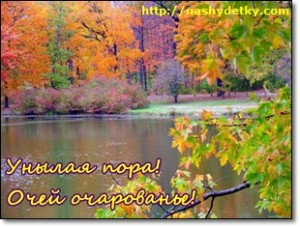 http://nashydetky.com
Унылая пора!
Очей очарованье!